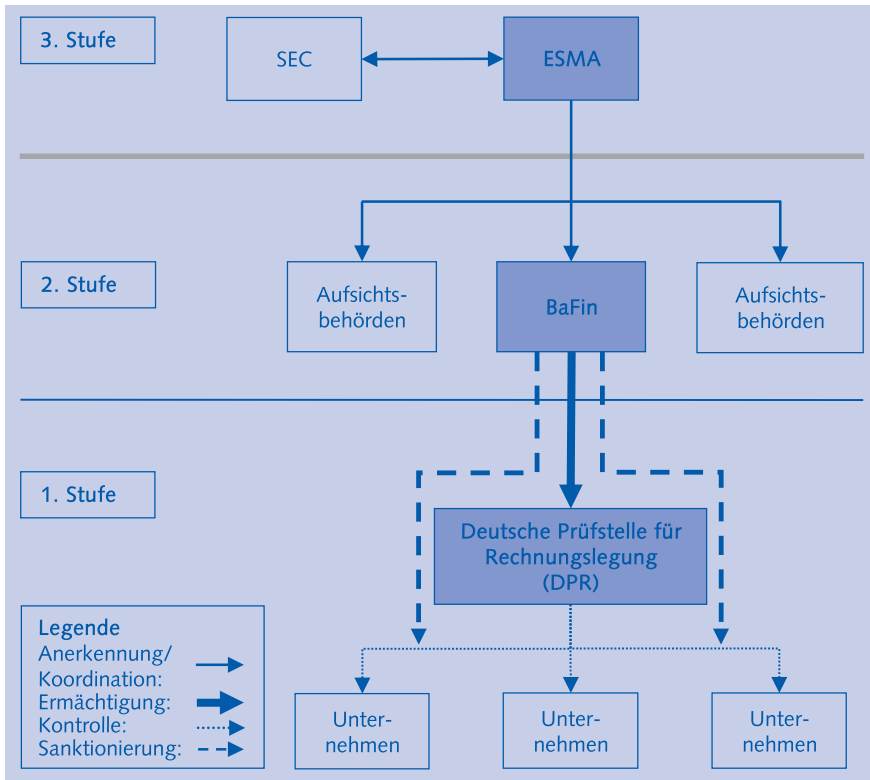 3. Stufe
SEC
ESMA
2. Stufe
Aufsichts-
behörden
BaFin
Aufsichts-
behörden
1. Stufe
Deutsche Prüfstelle für
Rechnungslegung
(DPR)
Legende
Anerkennung/
Koordination:
Ermächtigung:
Kontrolle:
Sanktionierung:
Unter-
nehmen
Unter-
nehmen
Unter-
nehmen